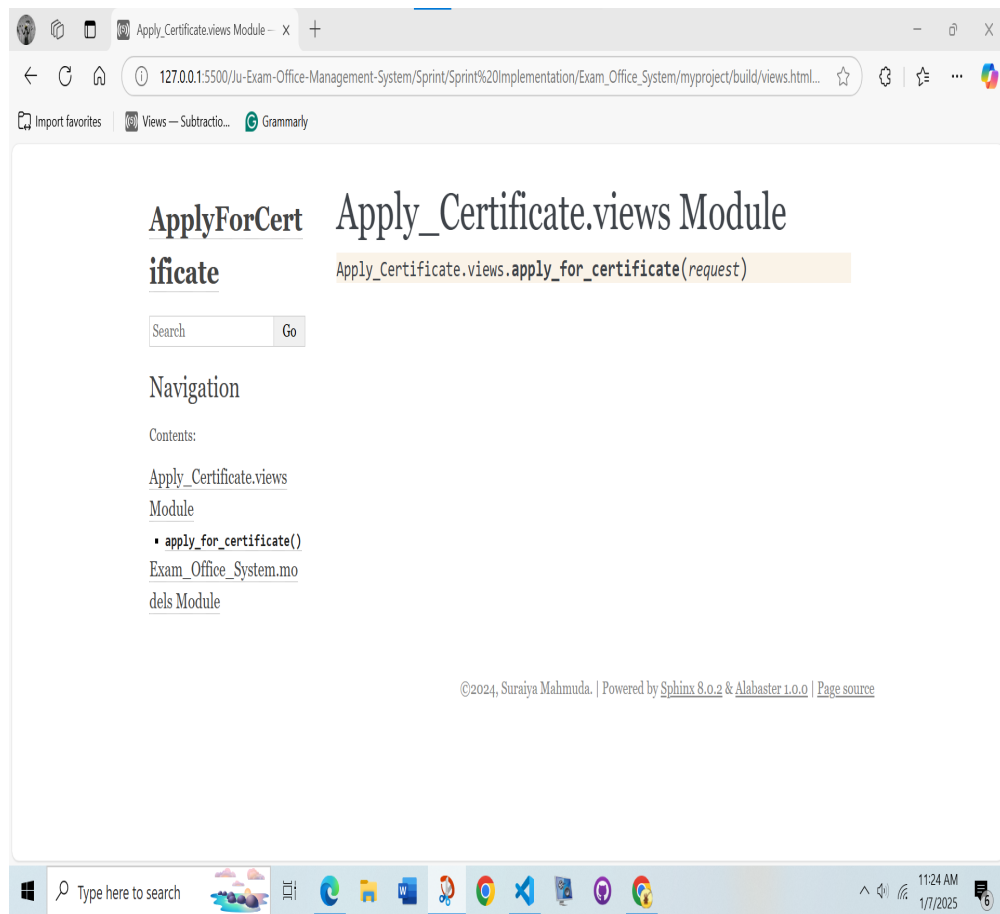 Apply_Certificate.views Module —
127.0.0.1:5500/Ju-Exam-Office-Management-System/Sprint/Sprint%20Implementation/Exam_Office_System/myproject/build/views.html...
Import favorites
Views — Subtractio...
Grammarly
ApplyForCert
ificate
Search
Go
Navigation
Contents:
Apply_Certificate.views
Module
apply_for_certificate()
Exam_Office_System.mo
dels Module
Apply_Certificate.views Module
Apply_Certificate.views.apply_for_certificate(request)
©2024, Suraiya Mahmuda. | Powered by Sphinx 8.0.2 & Alabaster 1.0.0 | Page source
Type here to search
11:24 AM
1/7/2025
6